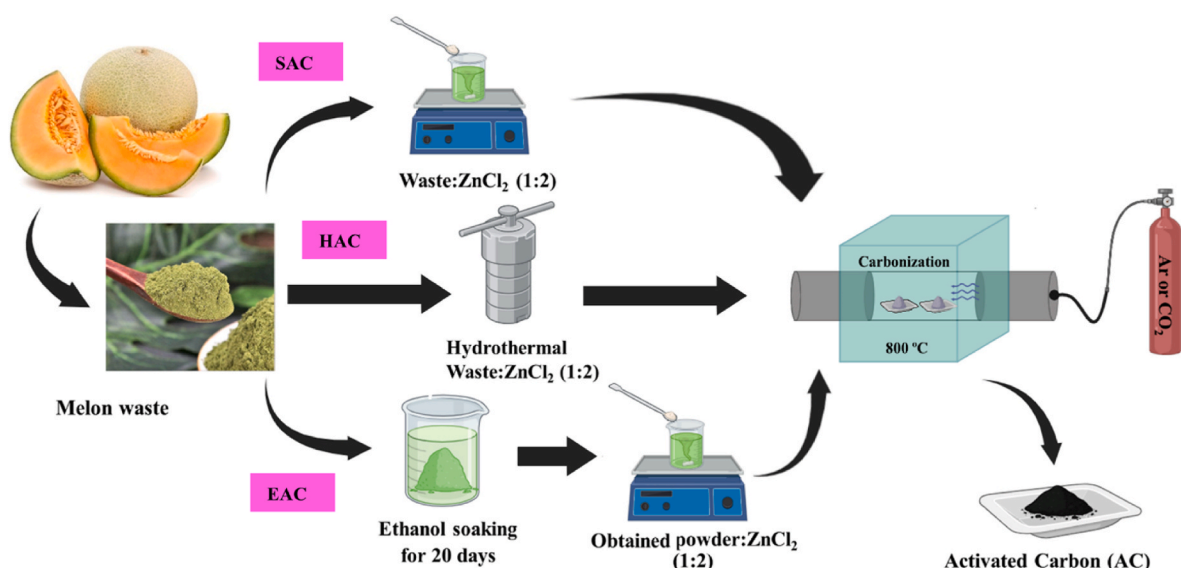 SAC
Waste:ZnCl₂ (1:2)
HAC
Hydrothermal
Waste:ZnCl₂ (1:2)
Melon waste
EAC
Ethanol soaking
for 20 days
Obtained powder:ZnCl₂
(1:2)
Carbonization
800 ºC
Ar or CO₂
Activated Carbon (AC)